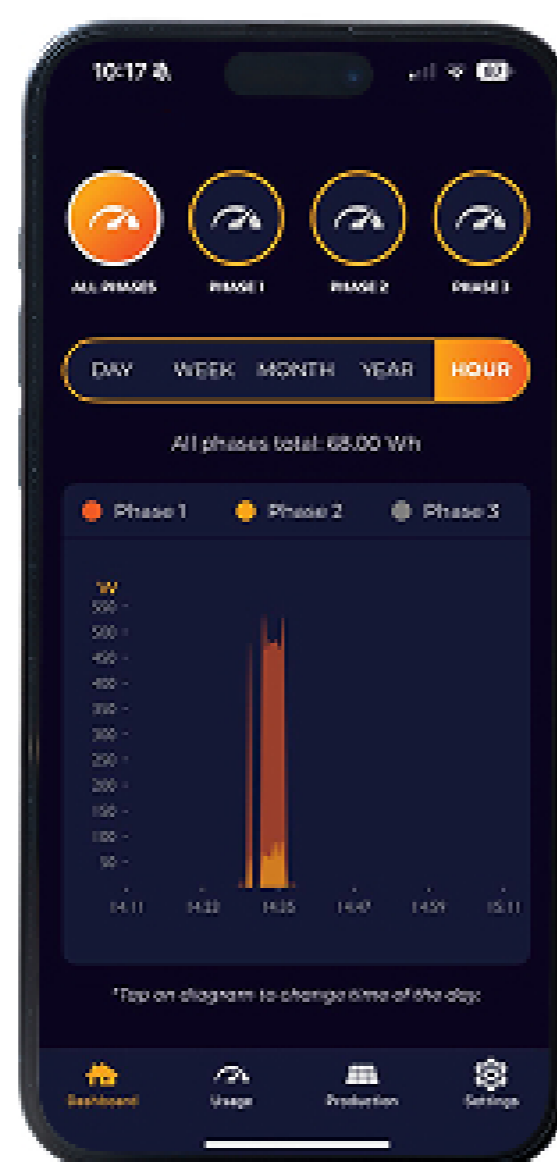 10:17
ALL PHASES PHASE 1 PHASE 2 PHASE 3
DAY WEEK MONTH YEAR HOUR
All phases total: 68.00 Wh
Phase 1 Phase 2 Phase 3
W
550
500
450
400
350
300
250
200
150
100
50
14:11 14:23 14:35 14:47 14:59 15:11
*Tap on diagram to change time of the day.
Dashboard Usage Production Settings